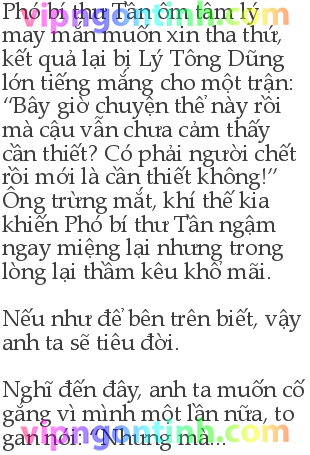 Phó bí thư Tần ôm tâm lý
may mắn muốn xin tha thứ,
kết quả lại bị Lý Tông Dũng
lớn tiếng mắng cho một trận:
“Bây giờ chuyện thể này rồi
mà cậu vẫn chưa cảm thấy
cần thiết? Có phải người chết
rồi mới là cần thiết không!”
Ông trừng mắt, khí thế kia
khiến Phó bí thư Tần ngậm
ngay miệng lại nhưng trong
lòng lại thầm kêu khổ mãi.
Nếu như để bên trên biết, vậy
anh ta sẽ tiêu đời.
Nghĩ đến đây, anh ta muốn cố
gắng vì mình một lần nữa, to
gan nói: “Nhưng mà...
vipngontinh.com
vipngontinh.com